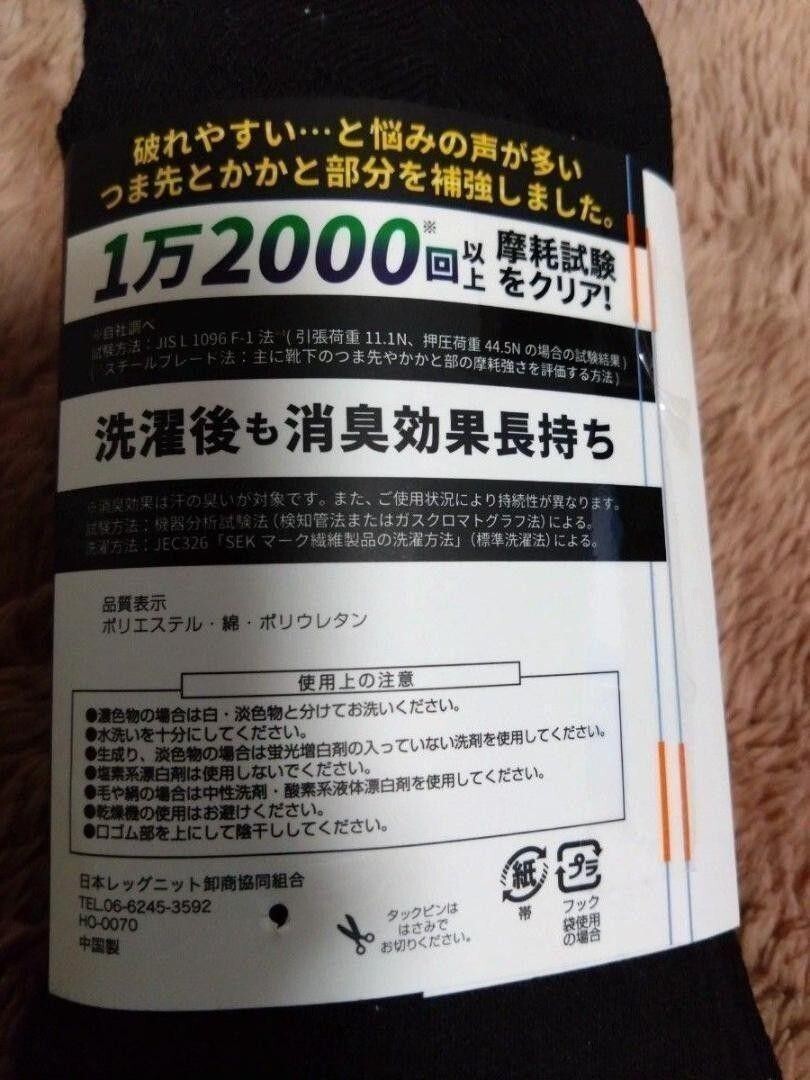 破れやすい…と悩みの声が多い
つま先とかかと部分を補強しました。
1万2000回※以上 摩耗試験をクリア!
※自社調べ
試験方法：JIS L 1096 F-1 法 (引張荷重 11.1N、押圧荷重 44.5N の場合の試験結果)
スチールブレード法：主に靴下のつま先やかかと部の摩耗強さを評価する方法)
洗濯後も消臭効果長持ち
※消臭効果は汗の臭いが対象です。また、ご使用状況により持続性が異なります。
試験方法：機器分析試験法（検知管法またはガスクロマトグラフ法）による。
洗濯方法：JEC326「SEK マーク繊維製品の洗濯方法」（標準洗濯法）による。
品質表示
ポリエステル・綿・ポリウレタン
使用上の注意
●濃色物の場合は白・淡色物と分けてお洗いください。
●水洗いを十分にしてください。
●生成り、淡色物の場合は蛍光増白剤の入っていない洗剤を使用してください。
●塩素系漂白剤は使用しないでください。
●毛や絹の場合は中性洗剤・酸素系液体漂白剤を使用してください。
●乾燥機の使用はお避けください。
●口ゴム部を上にして陰干ししてください。
日本レッグニット卸商協同組合
TEL.06-6245-3592
HO-0070
中国製
タックピンは
はさみで
お切りください。
紙
帯
プラ
フック
袋使用
の場合